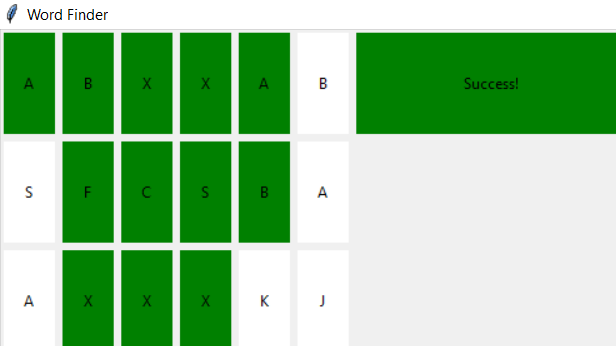 Word Finder
A B X X A B Success!
S F C S B A
A X X X K J